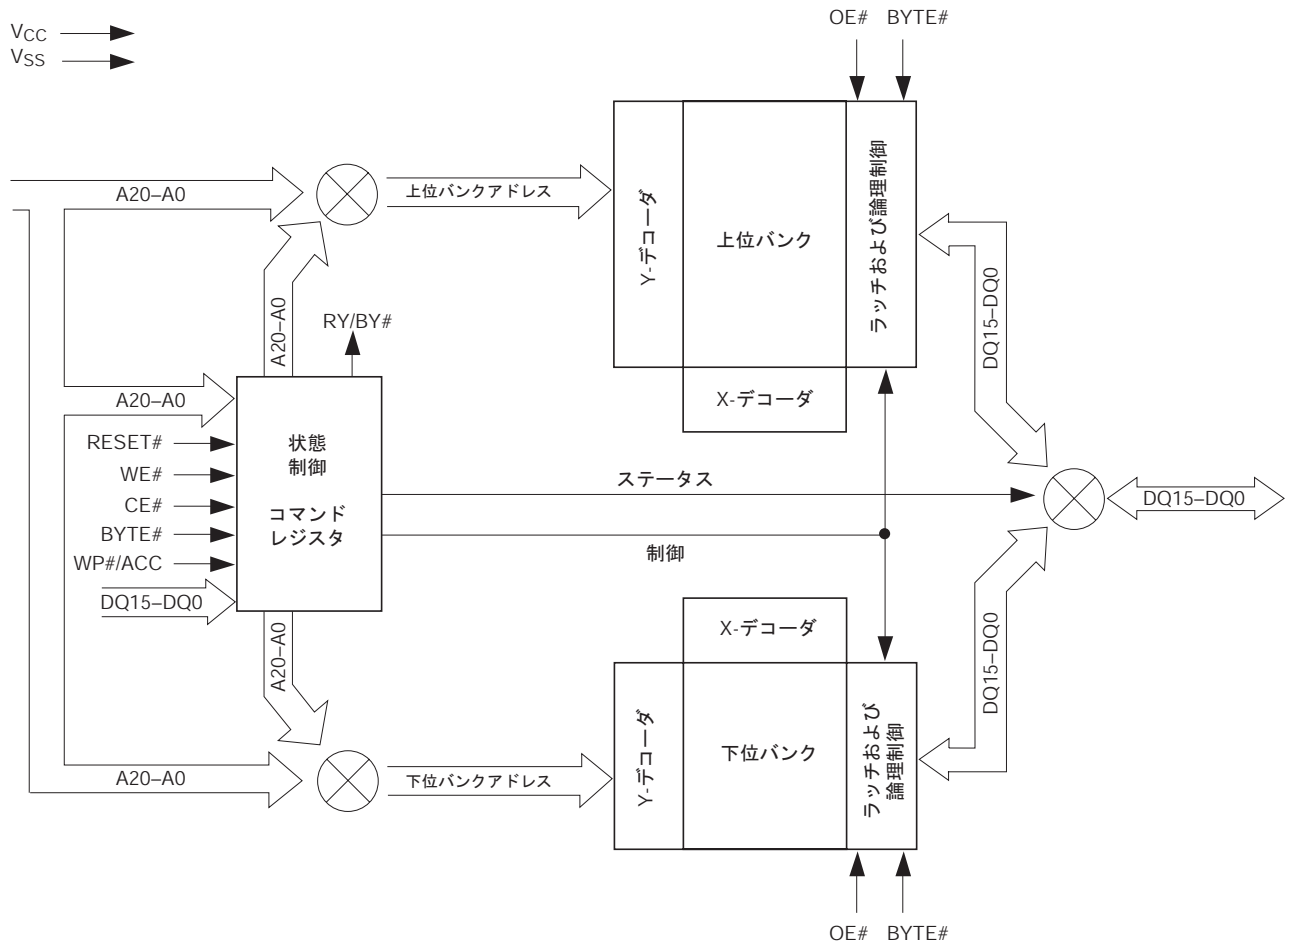 OE# BYTE#
VCC
VSS
A20–A0
上位バンクアドレス
Y-デコーダ
上位バンク
ラッチおよび論理制御
DQ15–DQ0
A20–A0
RY/BY#
X-デコーダ
A20–A0
RESET#
WE#
CE#
BYTE#
WP#/ACC
DQ15–DQ0
状態
制御
コマンド
レジスタ
ステータス
制御
DQ15–DQ0
A20–A0
X-デコーダ
DQ15–DQ0
A20–A0
下位バンクアドレス
Y-デコーダ
下位バンク
ラッチおよび
論理制御
OE# BYTE#